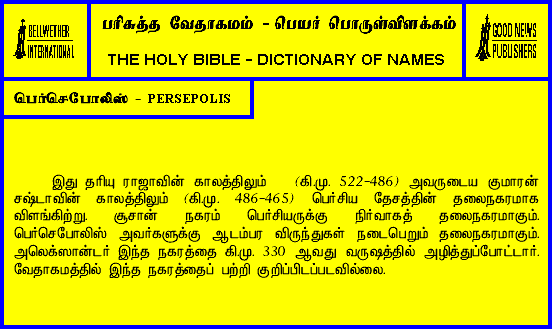 BELLWETHER
INTERNATIONAL
பரிசுத்த வேதாகமம் - பெயர் பொருள்விளக்கம்
THE HOLY BIBLE - DICTIONARY OF NAMES
GOOD NEWS
PUBLISHERS
பெர்செபோலிஸ் - PERSEPOLIS
இது தரியு ராஜாவின் காலத்திலும் (கி.மு. 522-486) அவருடைய குமாரன்
சஷ்டாவின் காலத்திலும் (கி.மு. 486-465) பெர்சிய தேசத்தின் தலைநகரமாக
விளங்கிற்று. சூசான் நகரம் பெர்சியருக்கு நிர்வாகத் தலைநகரமாகும்.
பெர்செபோலிஸ் அவர்களுக்கு ஆடம்பர விருந்துகள் நடைபெறும் தலைநகரமாகும்.
அலெக்ஸான்டர் இந்த நகரத்தை கி.மு. 330 ஆவது வருஷத்தில் அழித்துப்போட்டார்.
வேதாகமத்தில் இந்த நகரத்தைப் பற்றி குறிப்பிடப்படவில்லை.